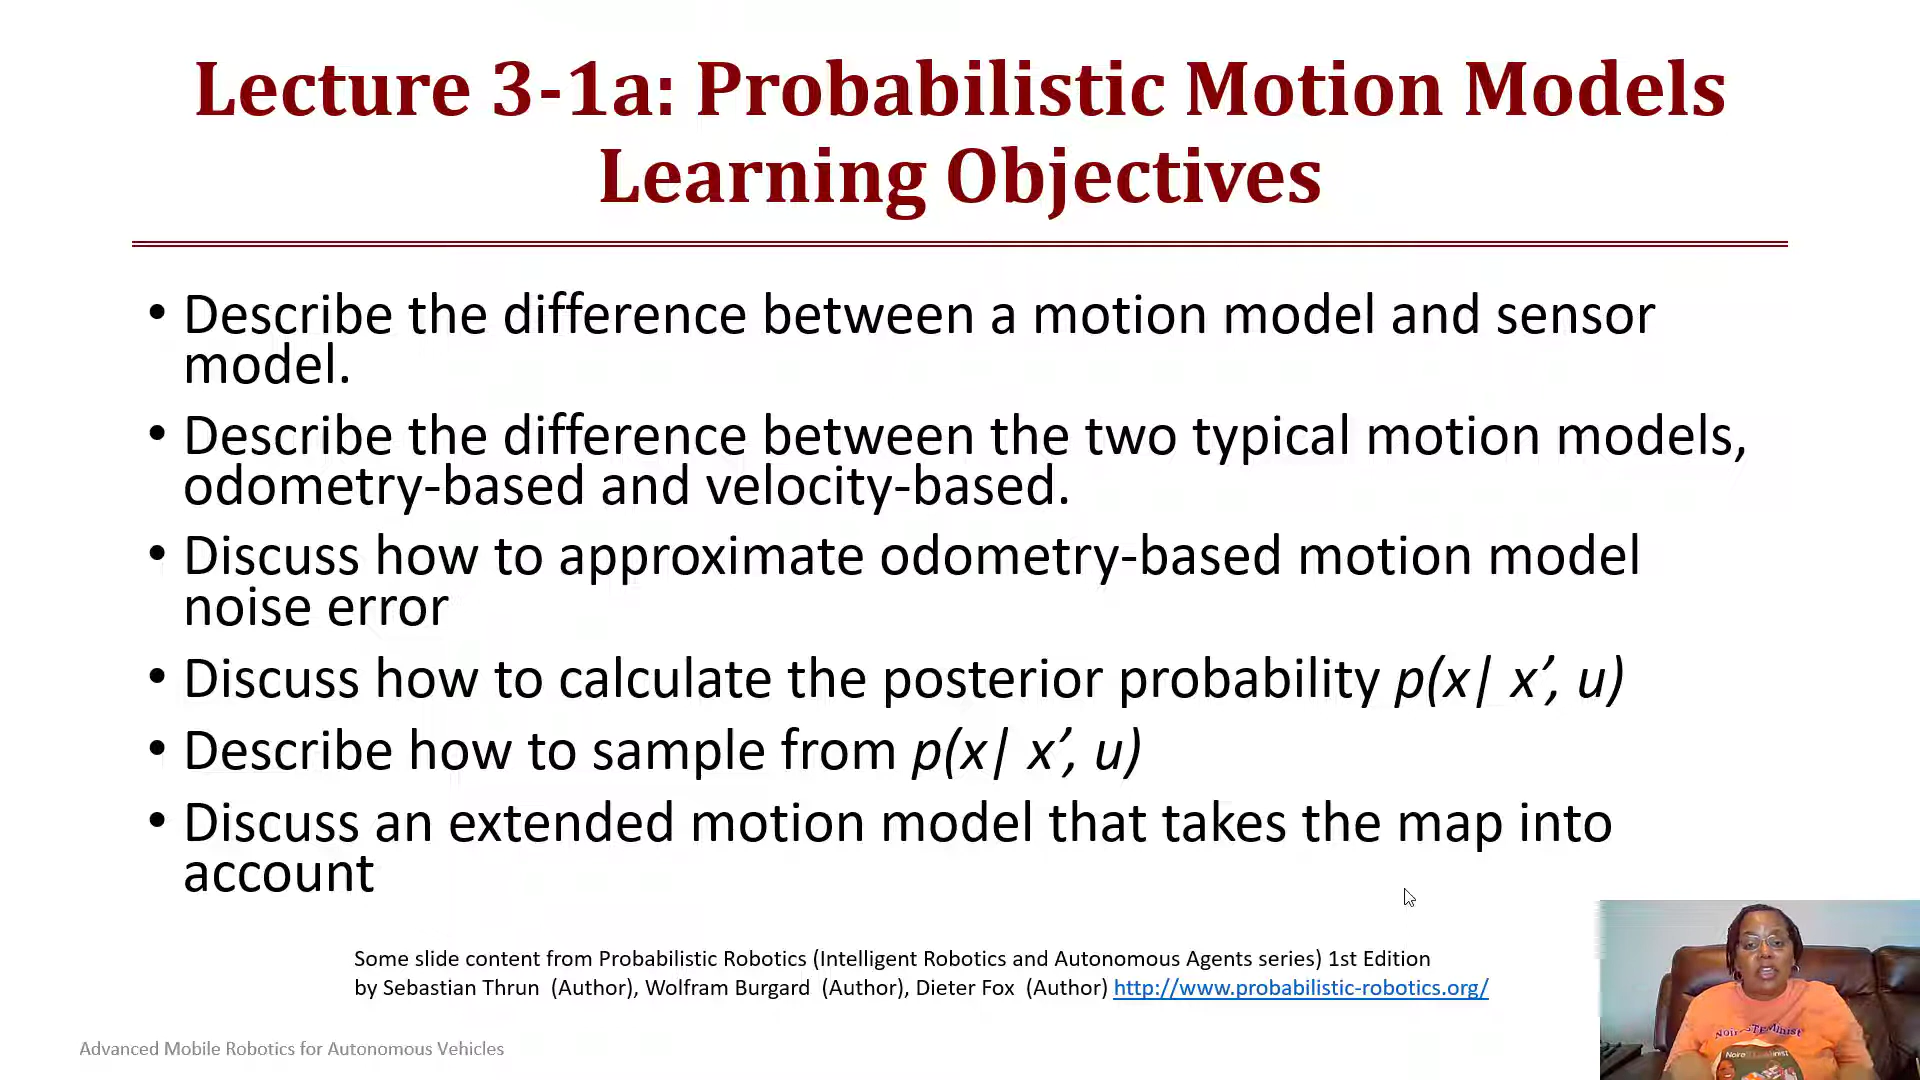 Lecture 3-1a: Probabilistic Motion Models
Learning Objectives
• Describe the difference between a motion model and sensor
model.
• Describe the difference between the two typical motion models,
odometry-based and velocity-based.
• Discuss how to approximate odometry-based motion model
noise error
• Discuss how to calculate the posterior probability p(x| x’, u)
• Describe how to sample from p(x| x’, u)
• Discuss an extended motion model that takes the map into
account
Some slide content from Probabilistic Robotics (Intelligent Robotics and Autonomous Agents series) 1st Edition
by Sebastian Thrun (Author), Wolfram Burgard (Author), Dieter Fox (Author) http://www.probabilistic-robotics.org/
Advanced Mobile Robotics for Autonomous Vehicles